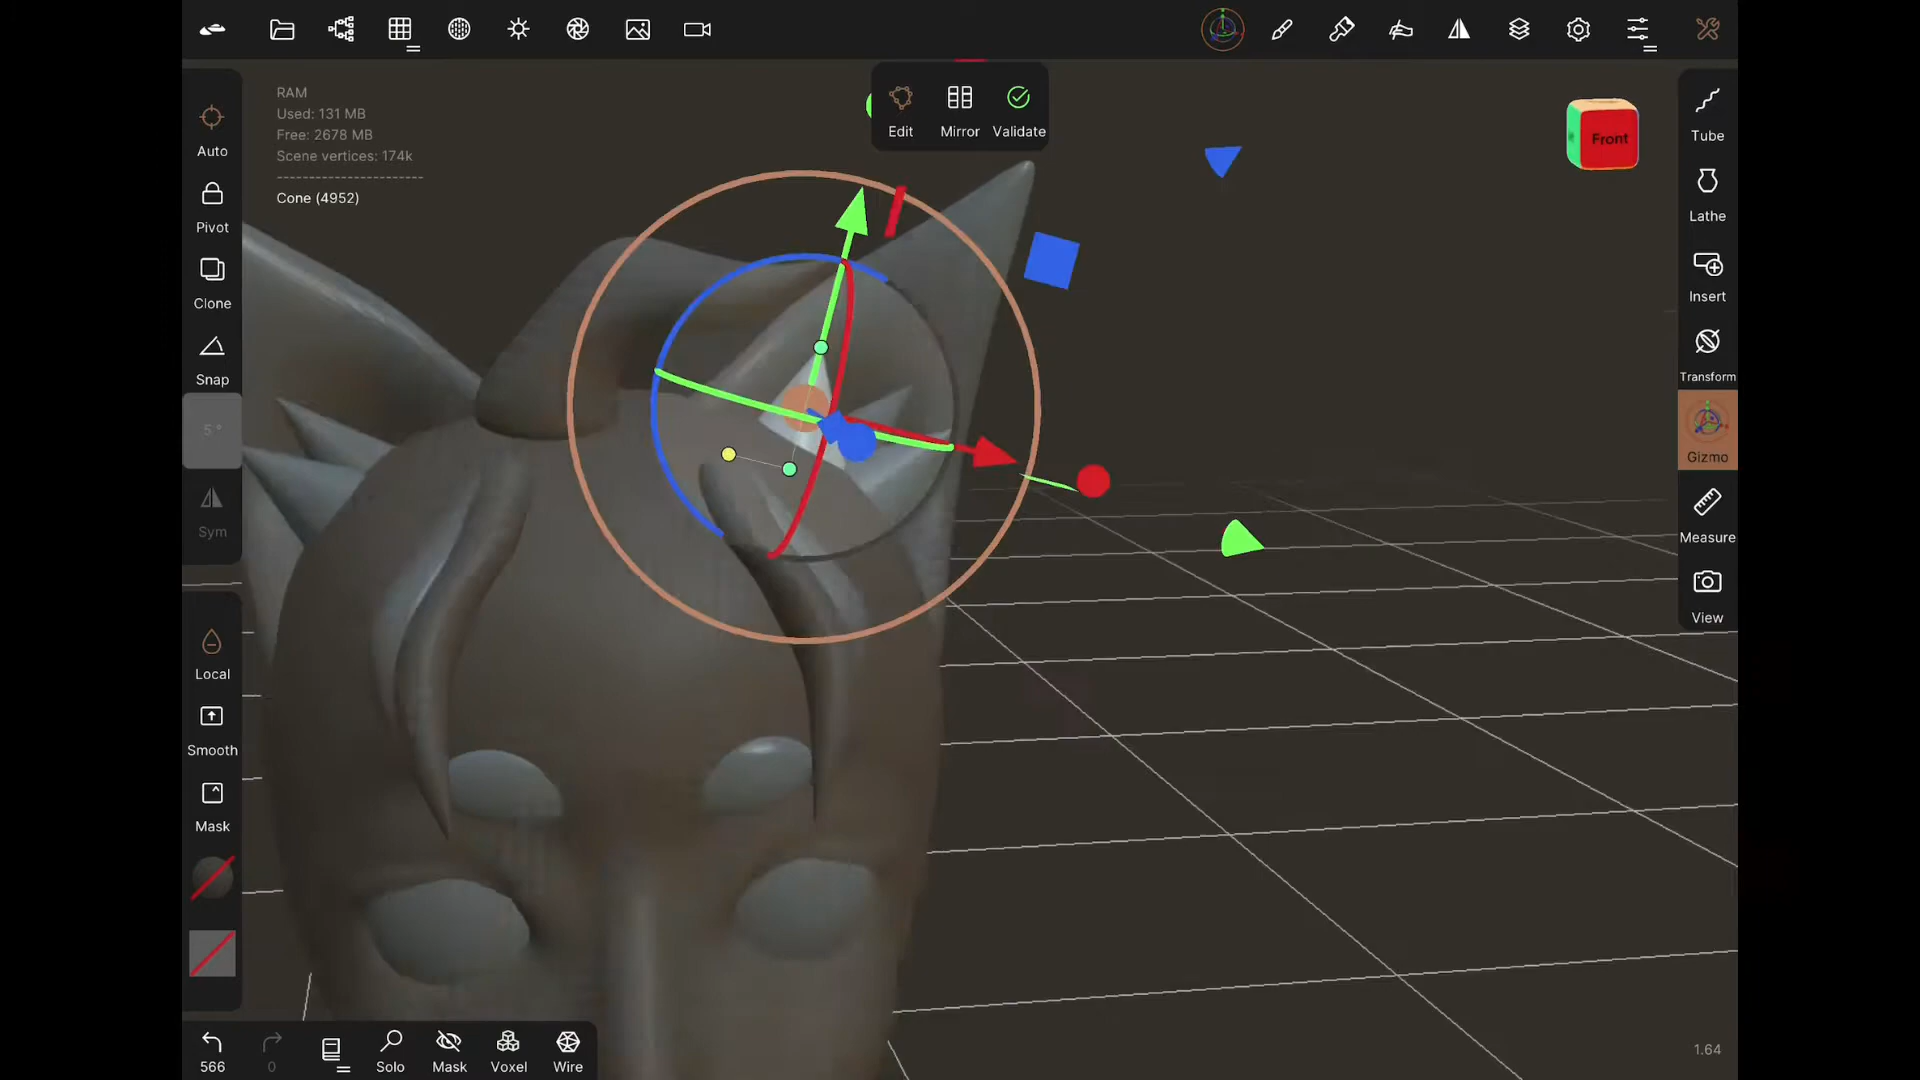 RAM
Used: 131 MB
Free: 2678 MB
Scene vertices: 174k
Cone (4952)
Edit
Mirror
Validate
Front
Auto
Pivot
Clone
Snap
5 °
Sym
Local
Smooth
Mask
Tube
Lathe
Insert
Transform
Gizmo
Measure
View
566
0
Solo
Mask
Voxel
Wire
1.64